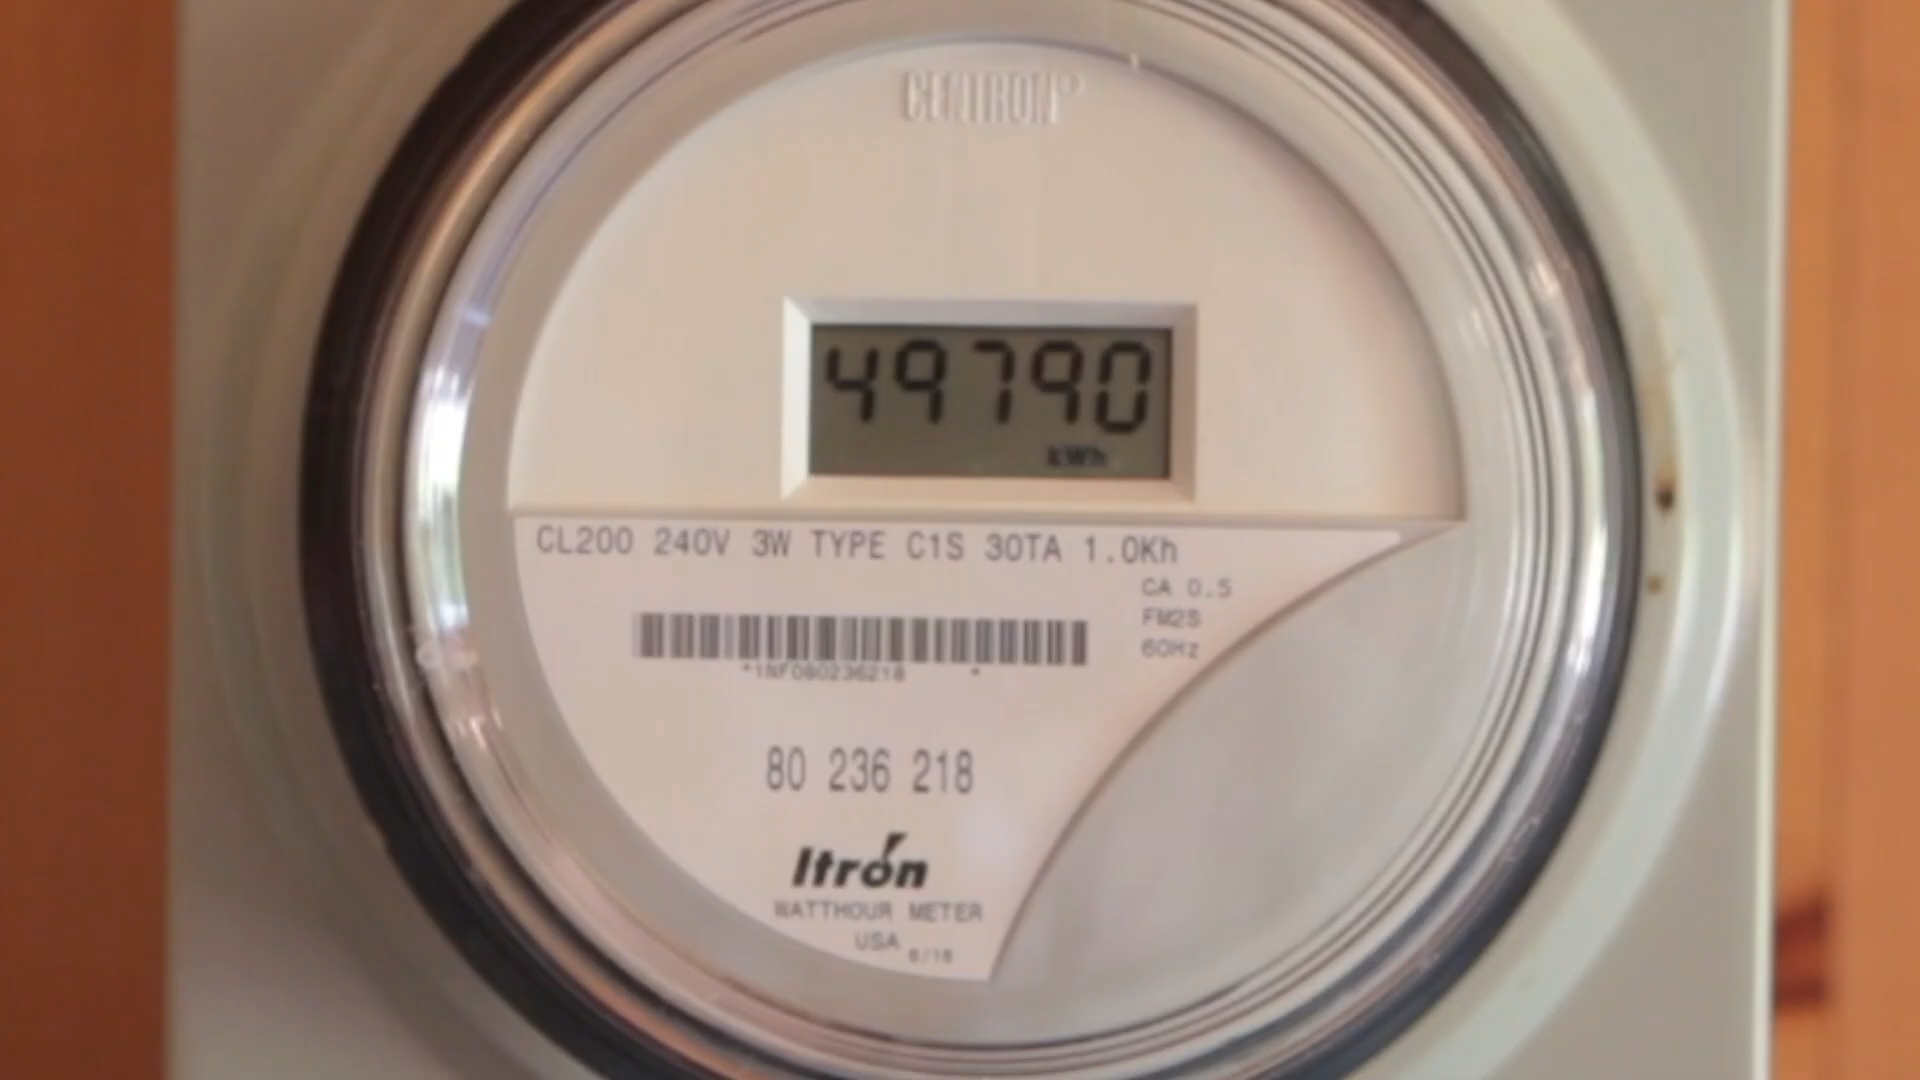 CENTRON®
49790
kWh
CL200 240V 3W TYPE C1S 30TA 1.0Kh
CA 0.5
FM2S
60Hz
*1NF080236218 *
80 236 218
Itron
WATTHOUR METER
USA